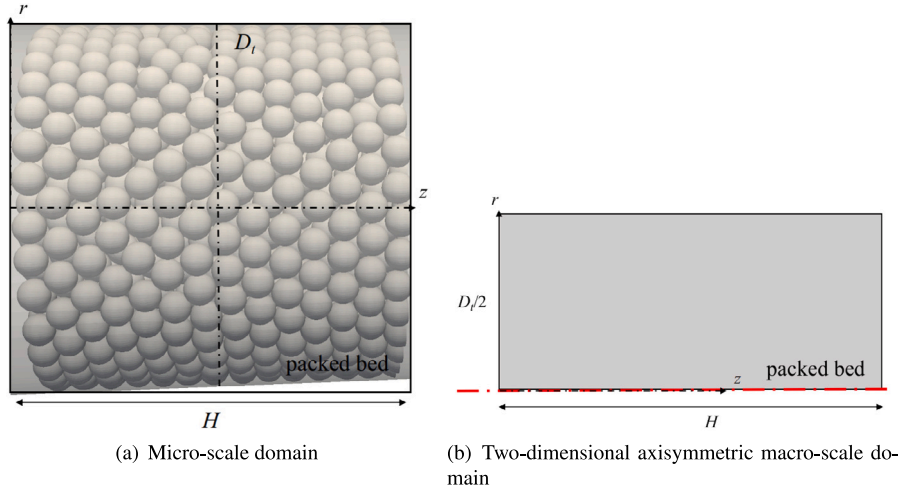 r
D_t
z
packed bed
H
(a) Micro-scale domain
r
D_t/2
z
packed bed
H
(b) Two-dimensional axisymmetric macro-scale do-
main